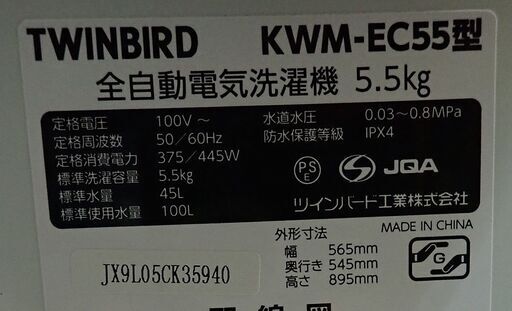 TWINBIRD KWM-EC55型
全自動電気洗濯機 5.5kg
定格電圧 100V～
定格周波数 50/60Hz
定格消費電力 375/445W
標準洗濯容量 5.5kg
標準水量 45L
標準使用水量 100L
水道水圧 0.03～0.8MPa
防水保護等級 IPX4
PSE JQA
ツインバード工業株式会社
MADE IN CHINA
外形寸法
幅 565mm
奥行き 545mm
高さ 895mm
G
JX9L05CK35940